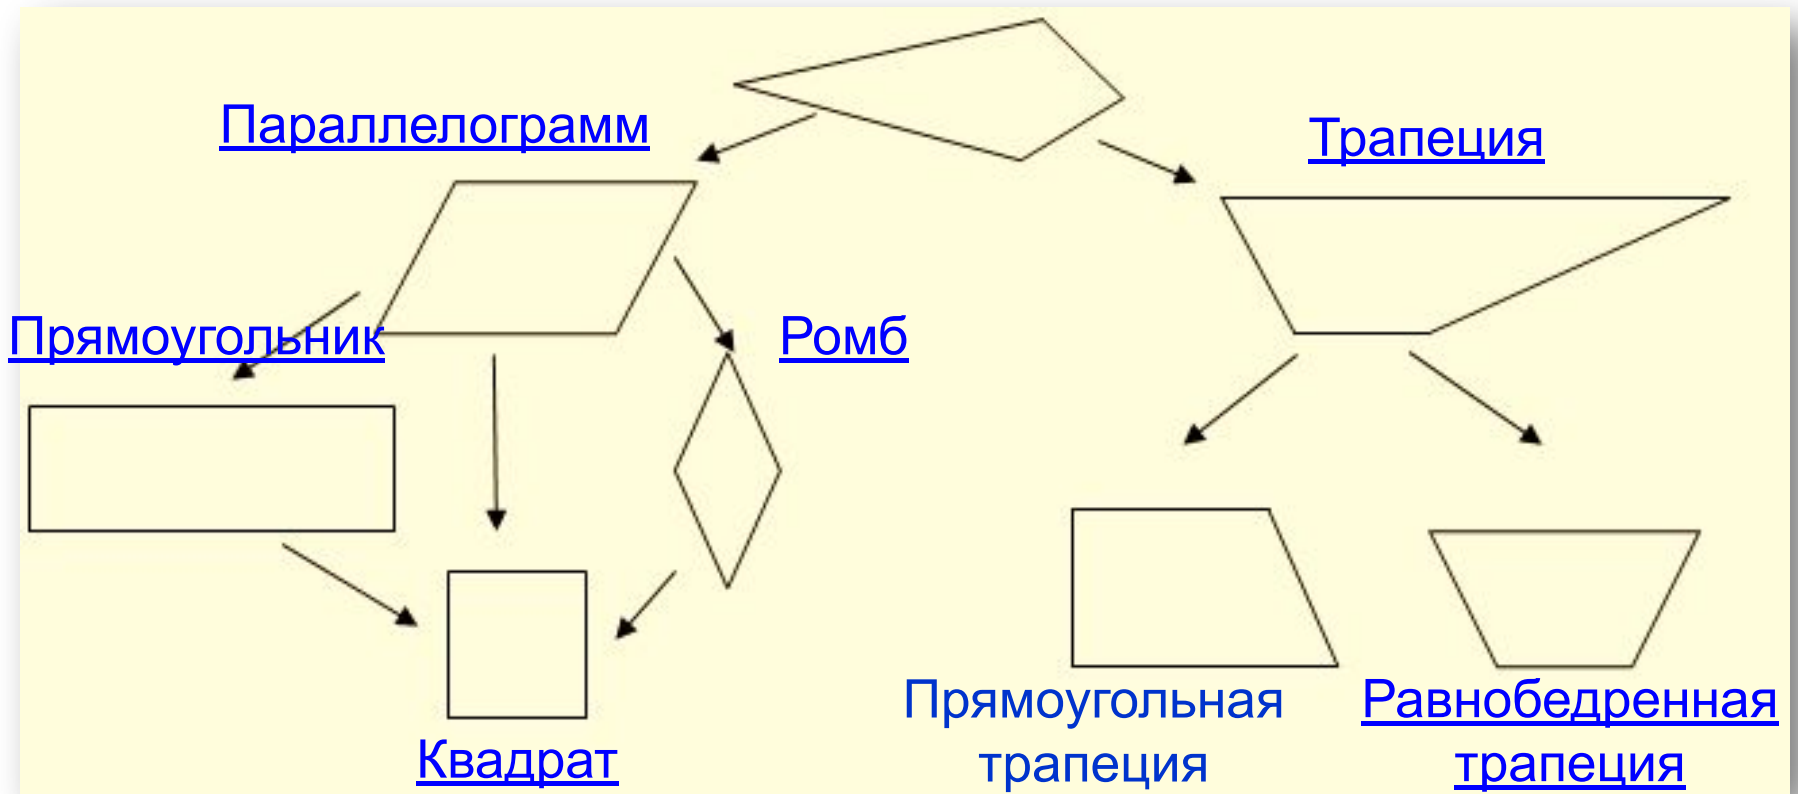 Параллелограмм
Трапеция
Прямоугольник
Ромб
Прямоугольная
трапеция
Равнобедренная
трапеция
Квадрат